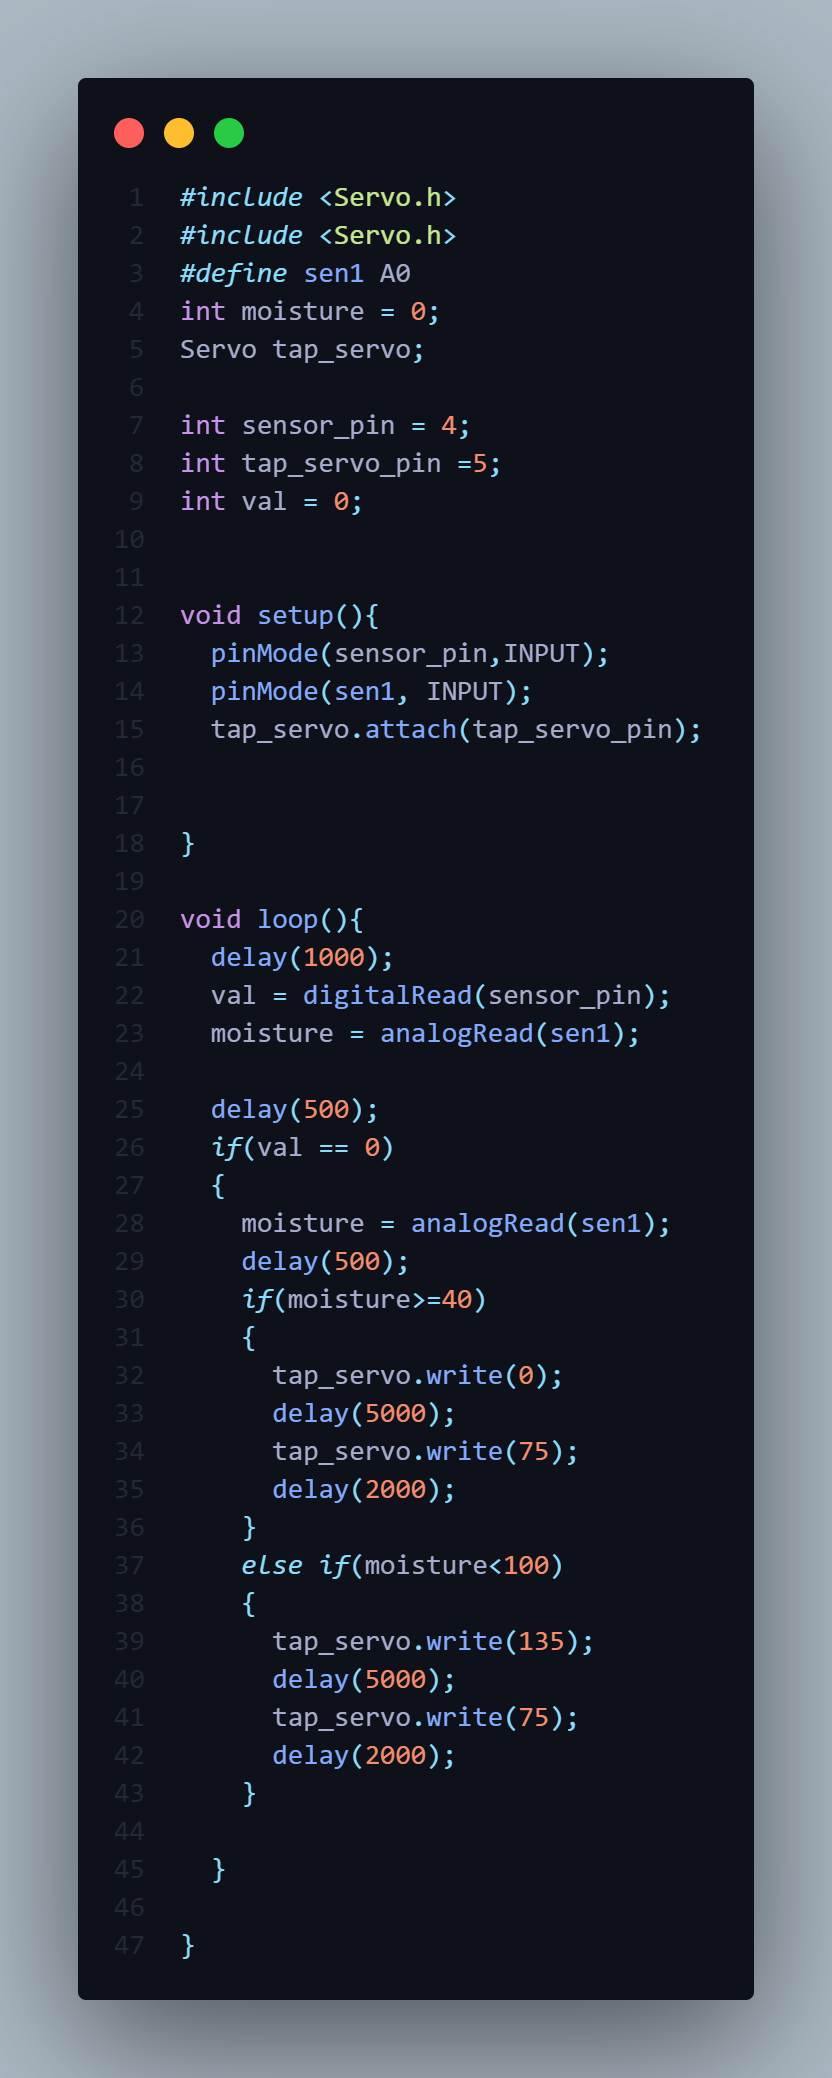 1 #include <Servo.h>
2 #include <Servo.h>
3 #define sen1 A0
4 int moisture = 0;
5 Servo tap_servo;
6
7 int sensor_pin = 4;
8 int tap_servo_pin =5;
9 int val = 0;
10
11
12 void setup(){
13   pinMode(sensor_pin,INPUT);
14   pinMode(sen1, INPUT);
15   tap_servo.attach(tap_servo_pin);
16
17
18 }
19
20 void loop(){
21   delay(1000);
22   val = digitalRead(sensor_pin);
23   moisture = analogRead(sen1);
24
25   delay(500);
26   if(val == 0)
27   {
28     moisture = analogRead(sen1);
29     delay(500);
30     if(moisture>=40)
31     {
32       tap_servo.write(0);
33       delay(5000);
34       tap_servo.write(75);
35       delay(2000);
36     }
37     else if(moisture<100)
38     {
39       tap_servo.write(135);
40       delay(5000);
41       tap_servo.write(75);
42       delay(2000);
43     }
44
45   }
46
47 }